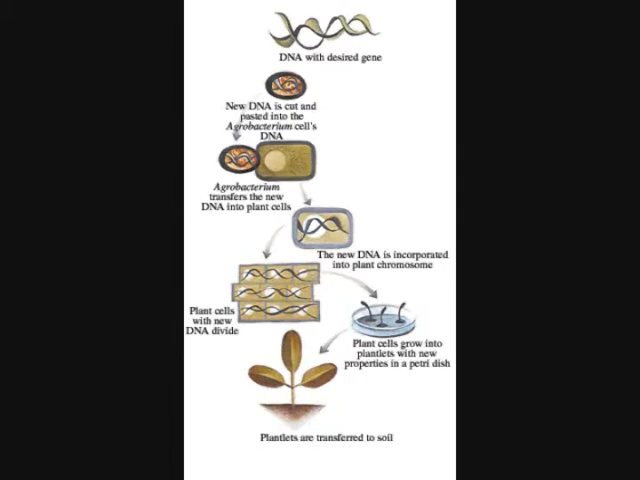 DNA with desired gene
New DNA is cut and
pasted into the
Agrobacterium cell's
DNA
Agrobacterium
transfers the new
DNA into plant cells
The new DNA is incorporated
into plant chromosome
Plant cells
with new
DNA divide
Plant cells grow into
plantlets with new
properties in a petri dish
Plantlets are transferred to soil